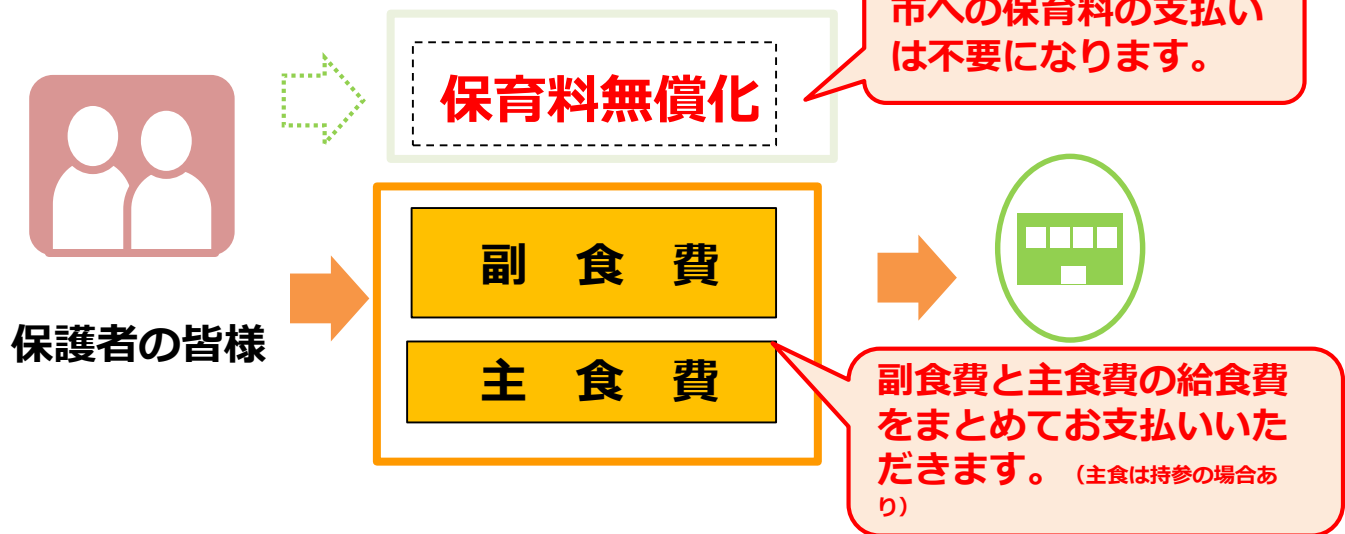 市への保育料の支払い
は不要になります。
保育料無償化
副 食 費
主 食 費
保護者の皆様
副食費と主食費の給食費
をまとめてお支払いいた
だきます。（主食は持参の場合あ
り）